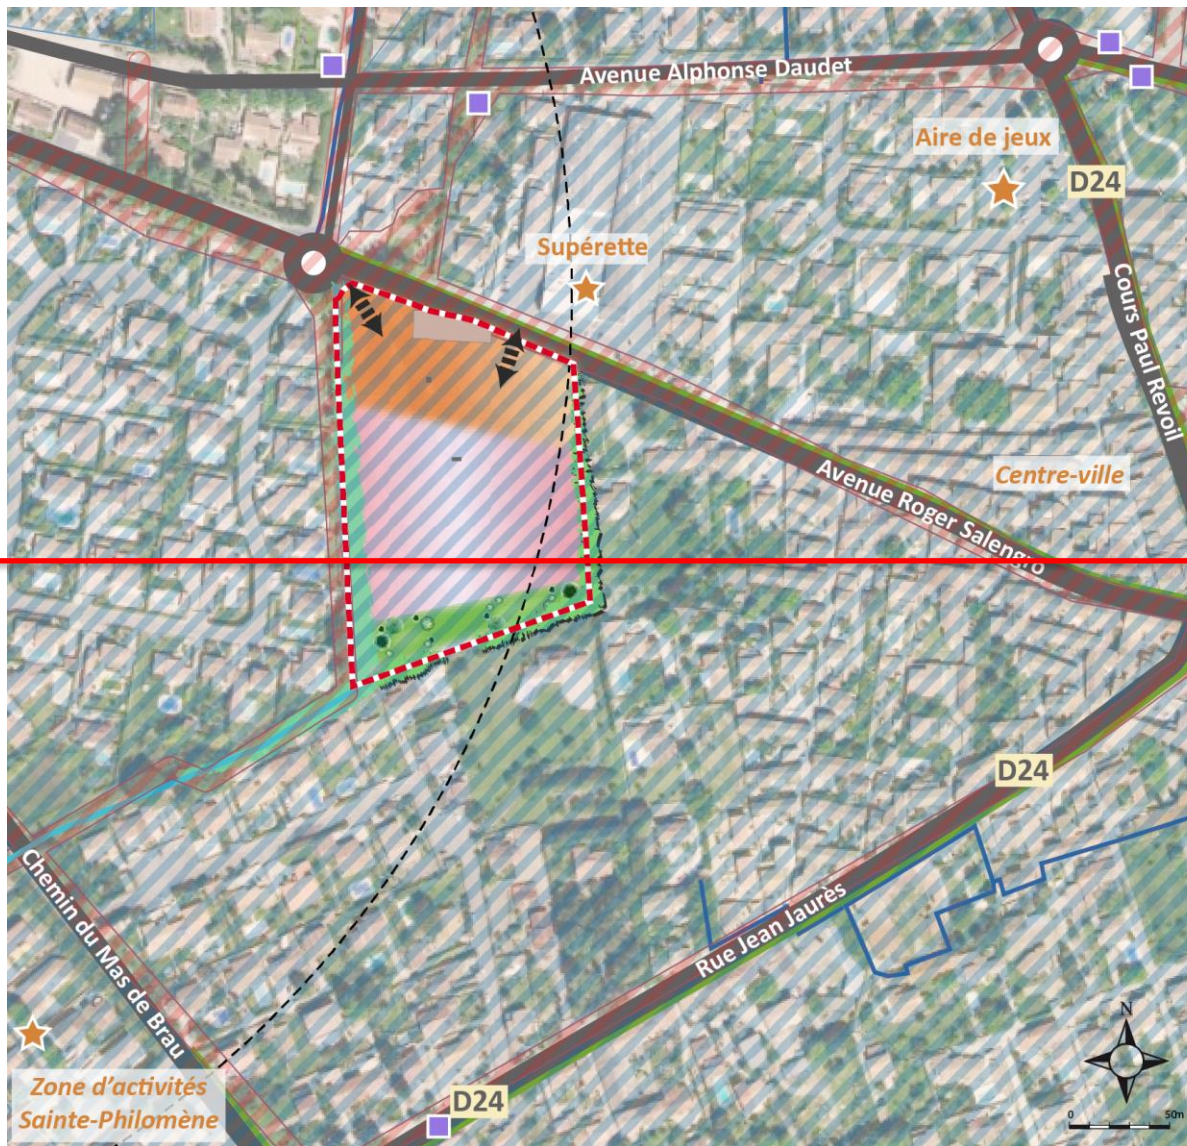 Avenue Alphonse Daudet
Aire de jeux
D24
Supérette
Cours Paul Revoil
Centre-ville
Avenue Roger Salengro
D24
Chemin du Mas de Brau
Rue Jean Jaurès
N
Zone d'activités
Sainte-Philomène
D24
0 50m